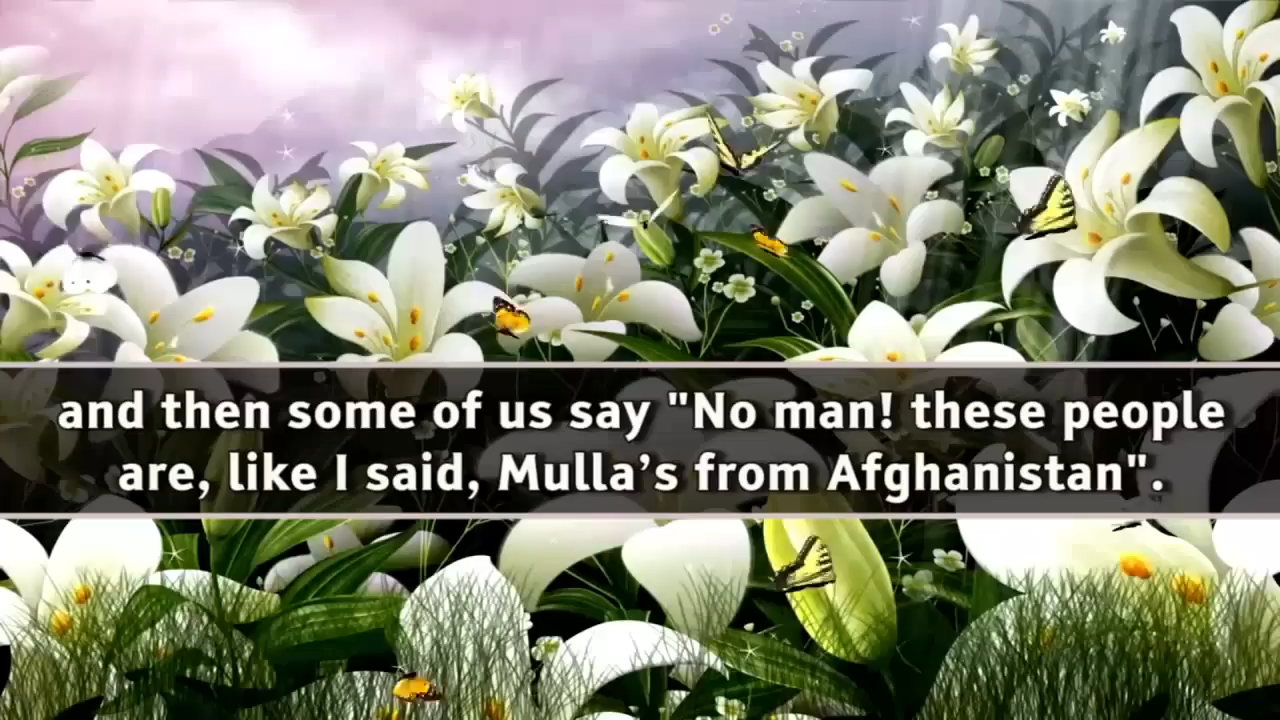 and then some of us say "No man! these people
are, like I said, Mulla’s from Afghanistan".